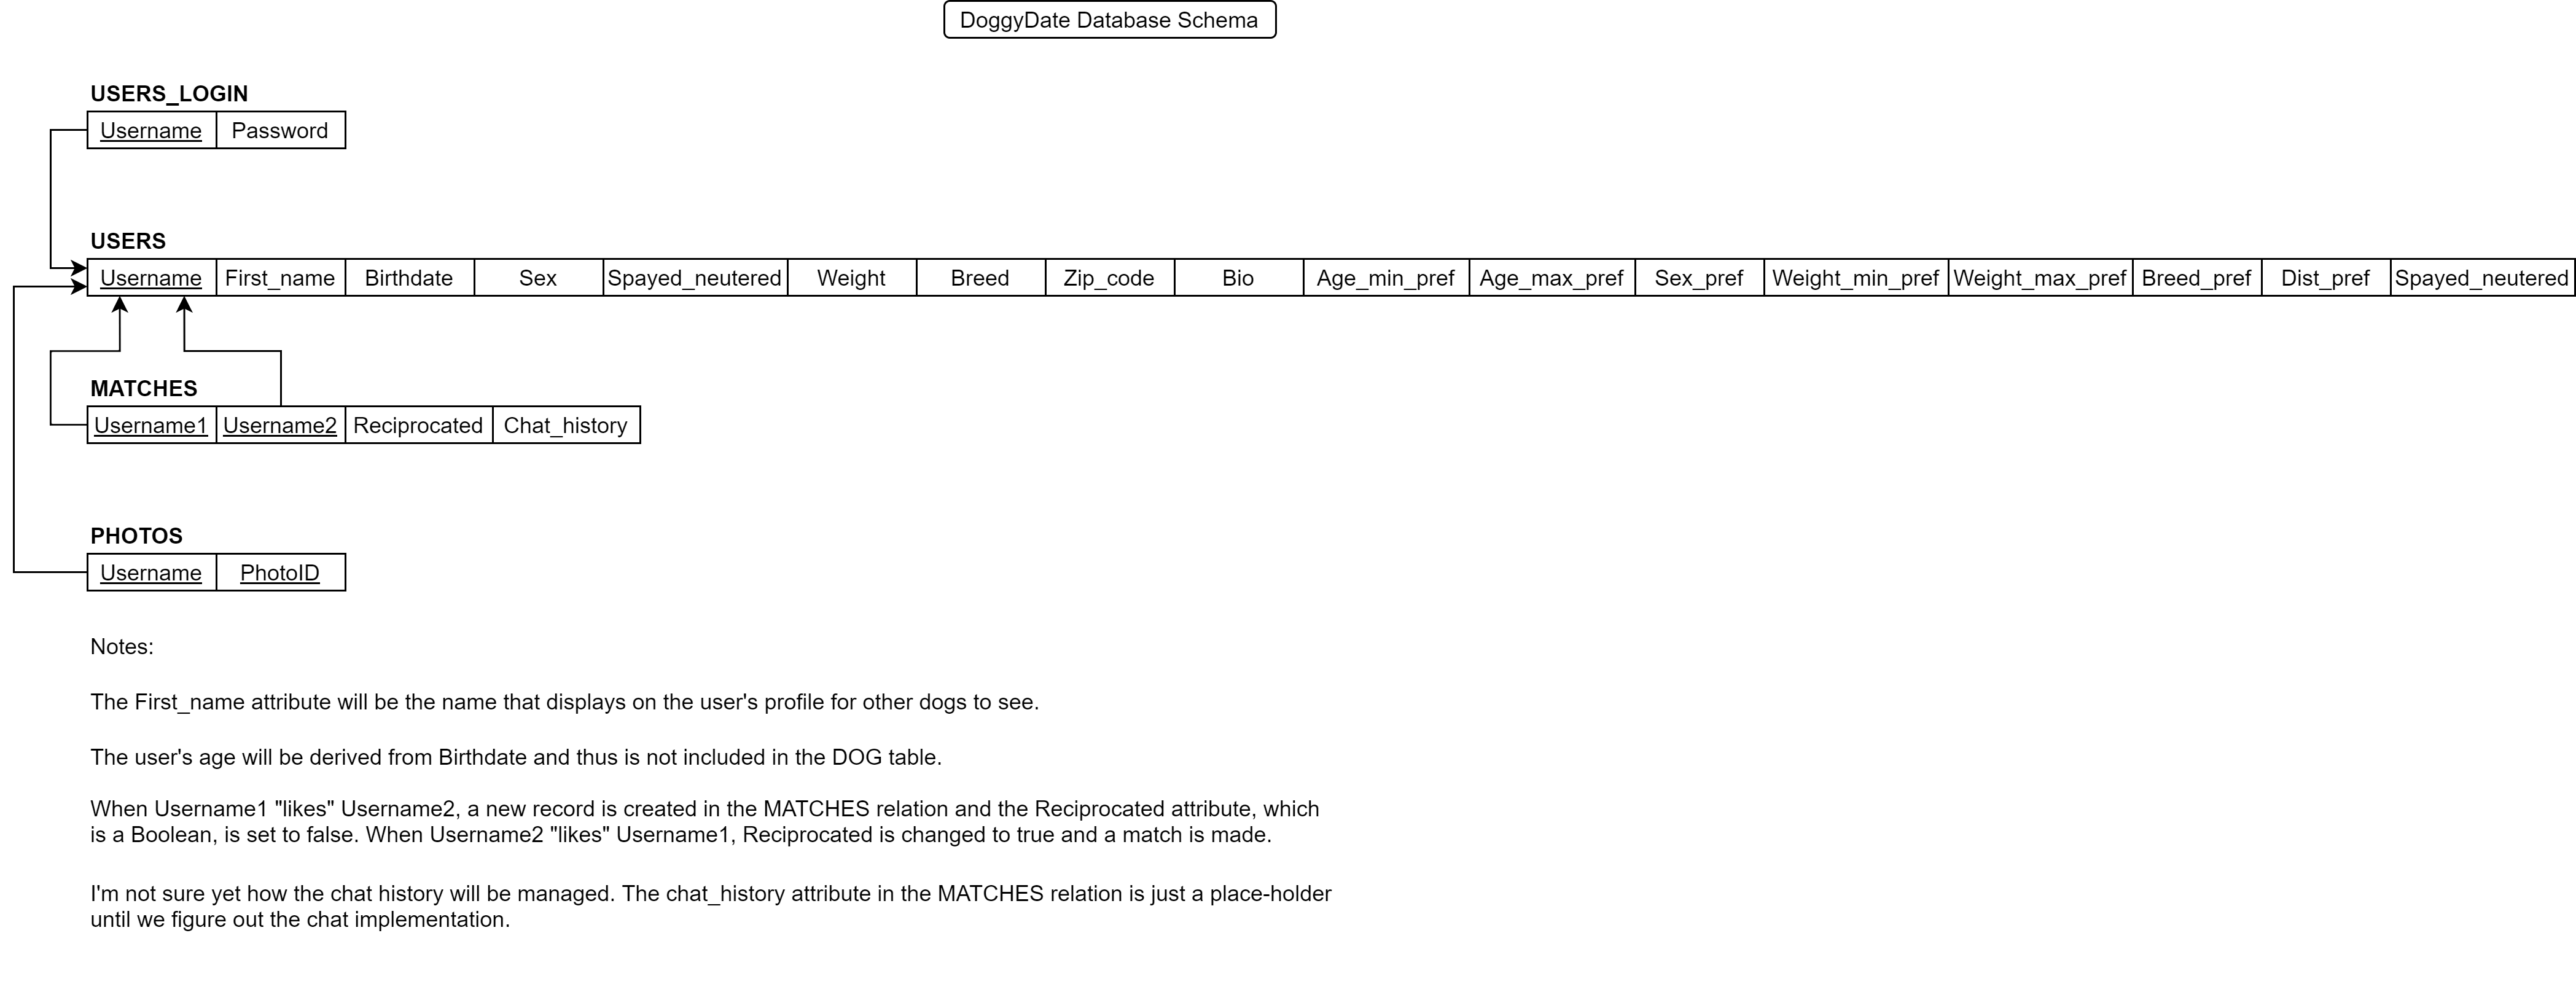 DoggyDate Database Schema
USERS_LOGIN
Username Password
USERS
Username First_name Birthdate Sex Spayed_neutered Weight Breed Zip_code Bio Age_min_pref Age_max_pref Sex_pref Weight_min_pref Weight_max_pref Breed_pref Dist_pref Spayed_neutered
MATCHES
Username1 Username2 Reciprocated Chat_history
PHOTOS
Username PhotoID
Notes:
The First_name attribute will be the name that displays on the user's profile for other dogs to see.
The user's age will be derived from Birthdate and thus is not included in the DOG table.
When Username1 "likes" Username2, a new record is created in the MATCHES relation and the Reciprocated attribute, which
is a Boolean, is set to false. When Username2 "likes" Username1, Reciprocated is changed to true and a match is made.
I'm not sure yet how the chat history will be managed. The chat_history attribute in the MATCHES relation is just a place-holder
until we figure out the chat implementation.